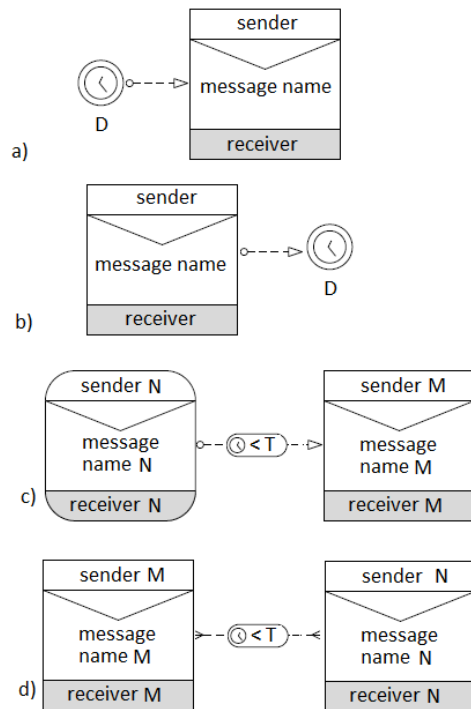 sender
message name
D
receiver
a)
sender
message name
D
receiver
b)
sender N
sender M
message
name N
< T
message
name M
receiver N
receiver M
c)
sender M
sender N
message
name M
< T
message
name N
receiver M
receiver N
d)